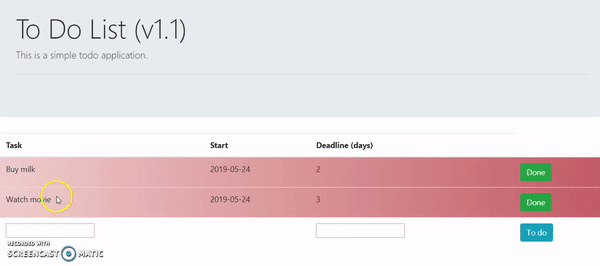 To Do List (v1.1)
This is a simple todo application.
Task Start Deadline (days)
Buy milk 2019-05-24 2 Done
Watch movie 2019-05-24 3 Done
To do
RECORDED WITH
SCREENCAST MATIC